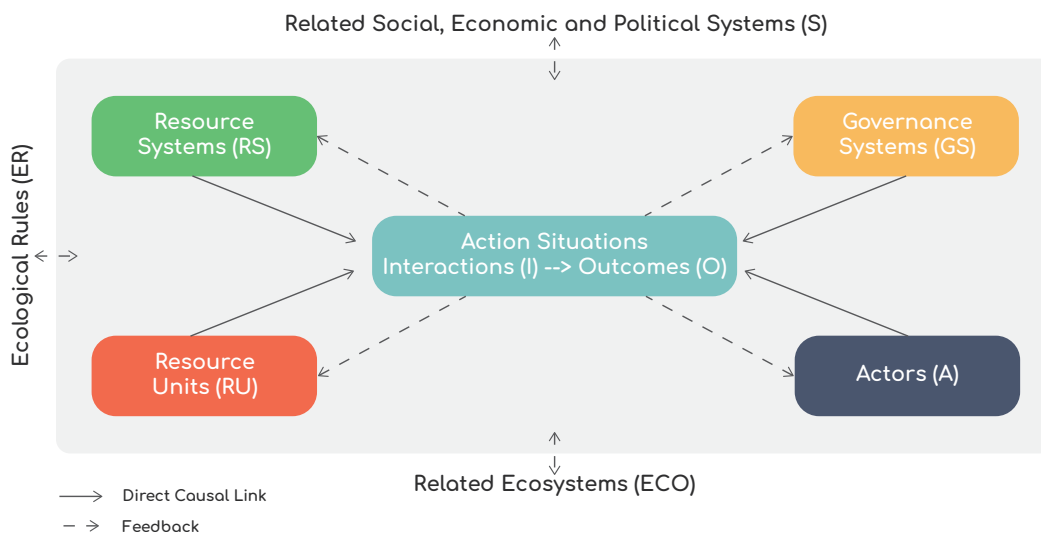 Related Social, Economic and Political Systems (S)
Ecological Rules (ER)
Resource
Systems (RS)
Governance
Systems (GS)
Action Situations
Interactions (I) --> Outcomes (O)
Resource
Units (RU)
Actors (A)
Related Ecosystems (ECO)
Direct Causal Link
Feedback